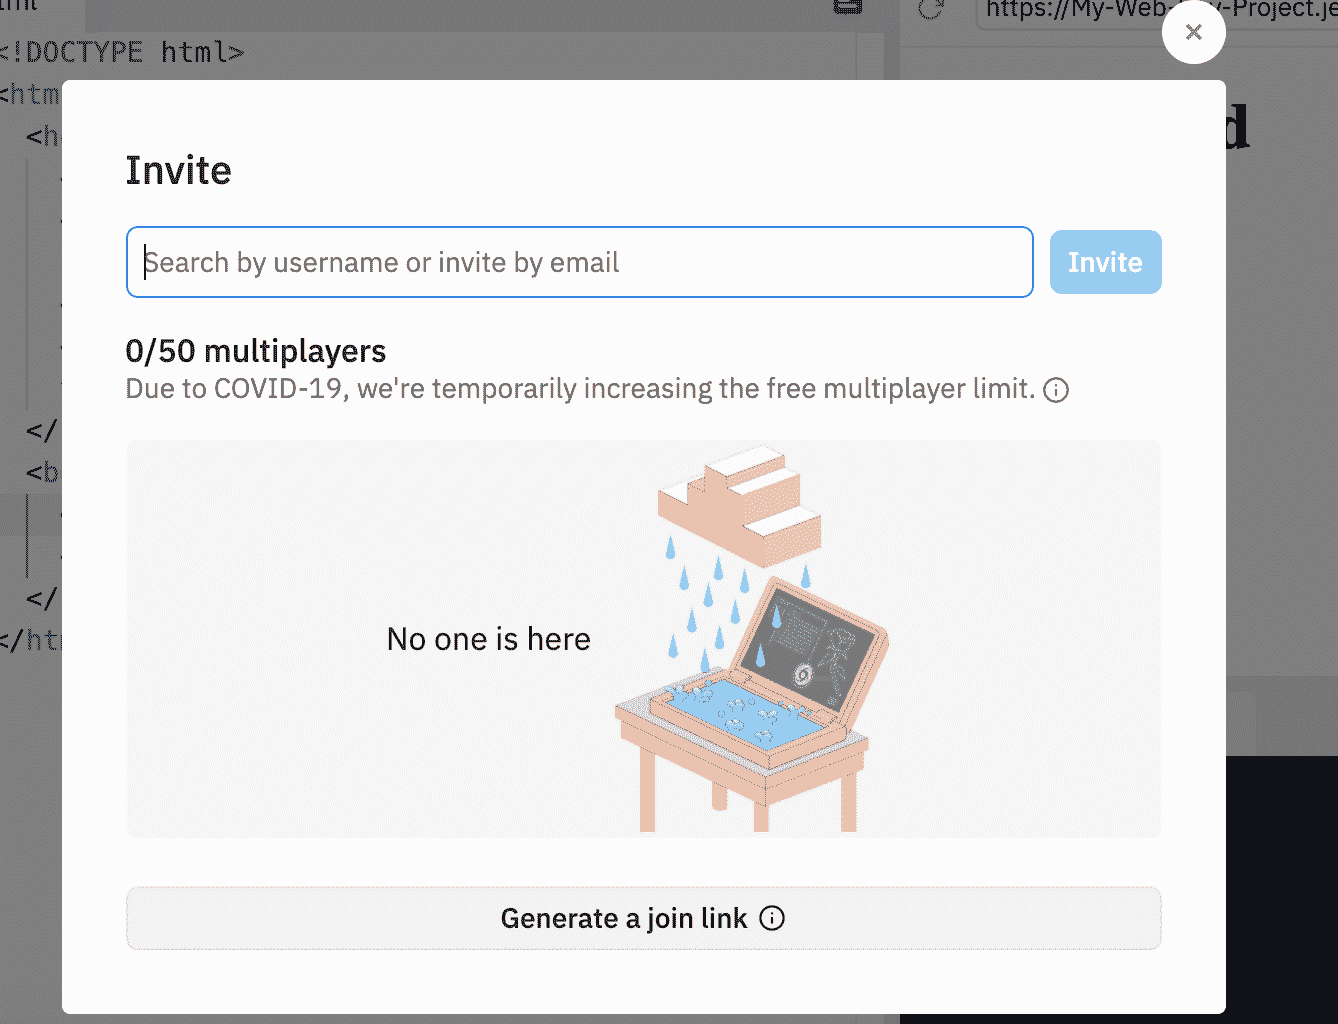 https://My-Web-
-Project.je
<!DOCTYPE html>
<htm
<h
d
Invite
Search by username or invite by email
Invite
0/50 multiplayers
Due to COVID-19, we're temporarily increasing the free multiplayer limit.
</
<b
No one is here
</
</ht
Generate a join link